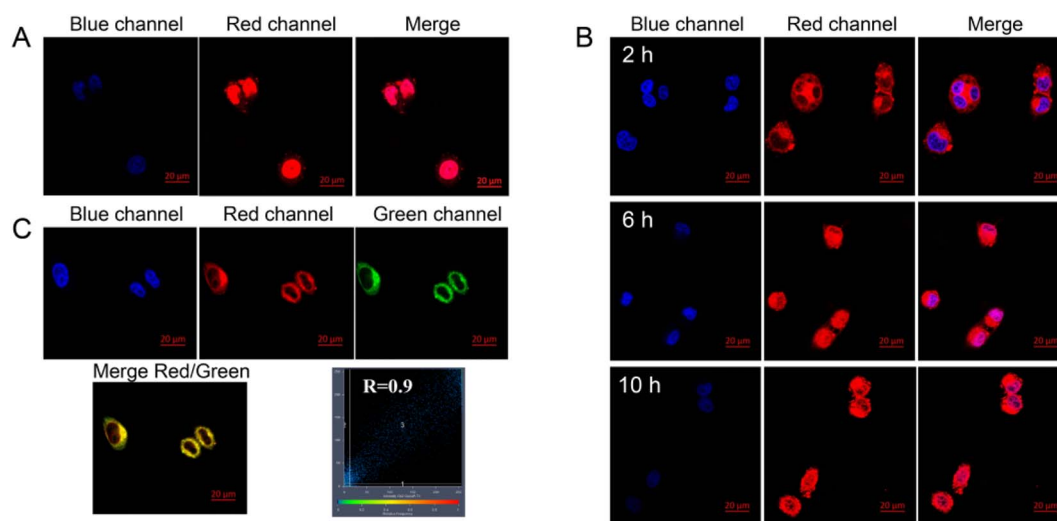 A
Blue channel
Red channel
Merge
20 μm
20 μm
20 μm
C
Blue channel
Red channel
Green channel
20 μm
20 μm
20 μm
Merge Red/Green
20 μm
R=0.9
3
1
B
Blue channel
Red channel
Merge
2 h
20 μm
20 μm
20 μm
6 h
20 μm
20 μm
20 μm
10 h
20 μm
20 μm
20 μm